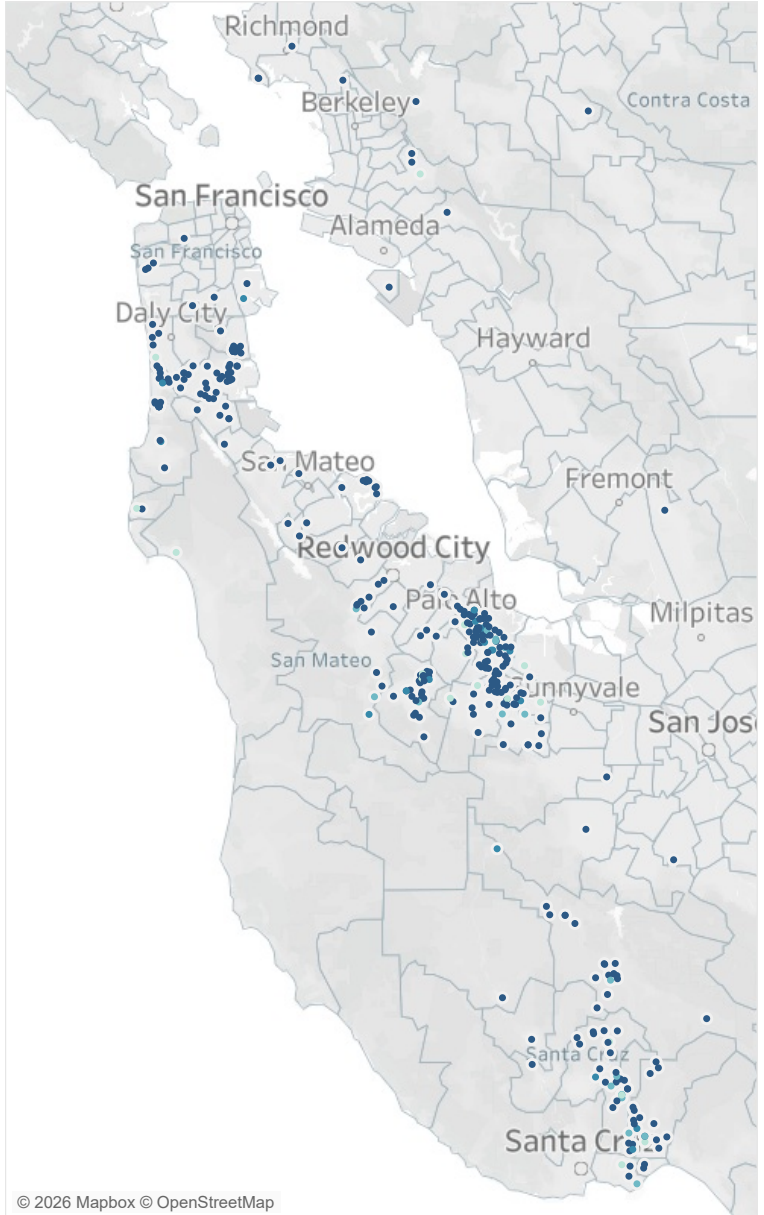 Richmond
Berkeley
Contra Costa
San Francisco
Alameda
San Francisco
Daly City
Hayward
San Mateo
Fremont
Redwood City
Palo Alto
Milpitas
San Mateo
Sunnyvale
San Jos
Santa Cruz
Santa Cruz
© 2026 Mapbox © OpenStreetMap